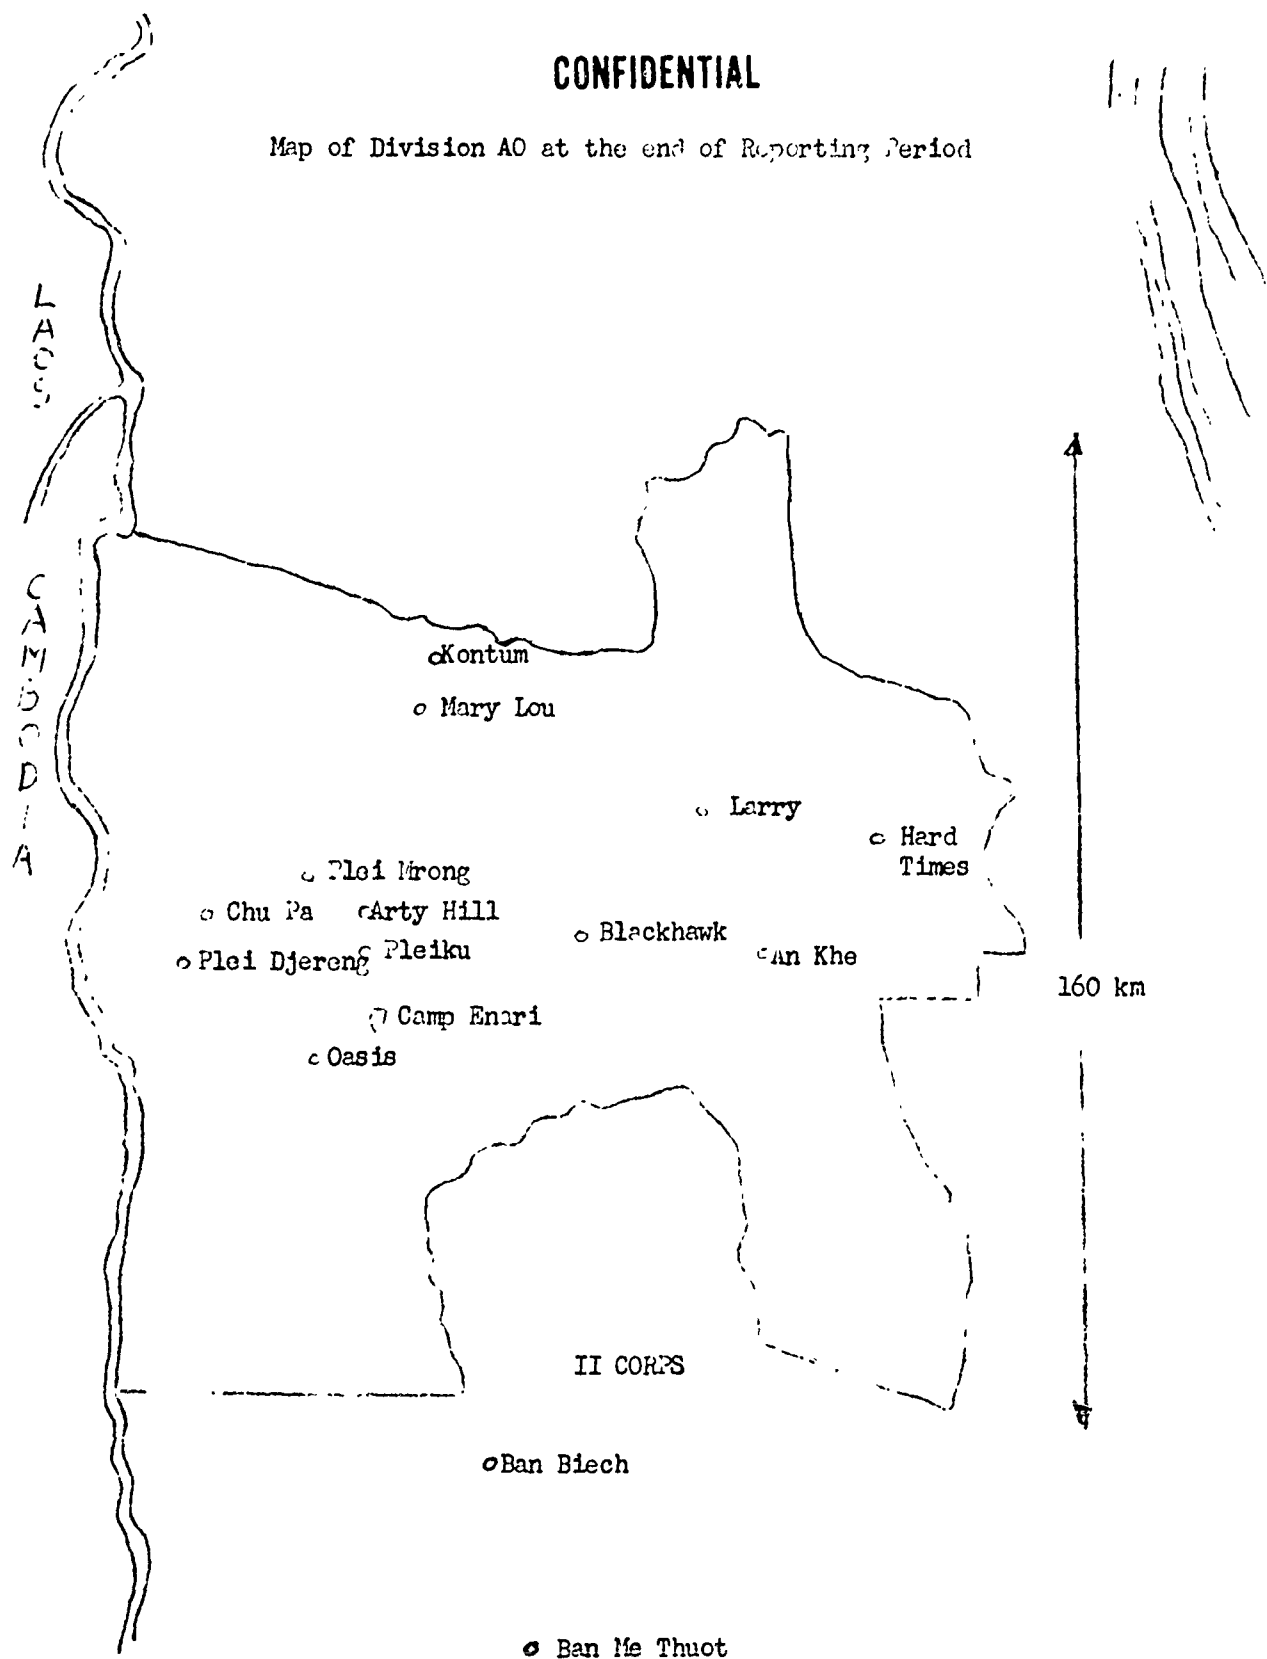 CONFIDENTIAL
Map of Division AO at the end of Reporting Period
LAOS
CAMBODIA
Kontum
Mary Lou
Larry
Hard
Times
Plei Mrong
Chu Pa
Arty Hill
Blackhawk
Pleiku
Plei Djereng
An Khe
160 km
Camp Enari
Oasis
II CORPS
Ban Biech
Ban Me Thuot